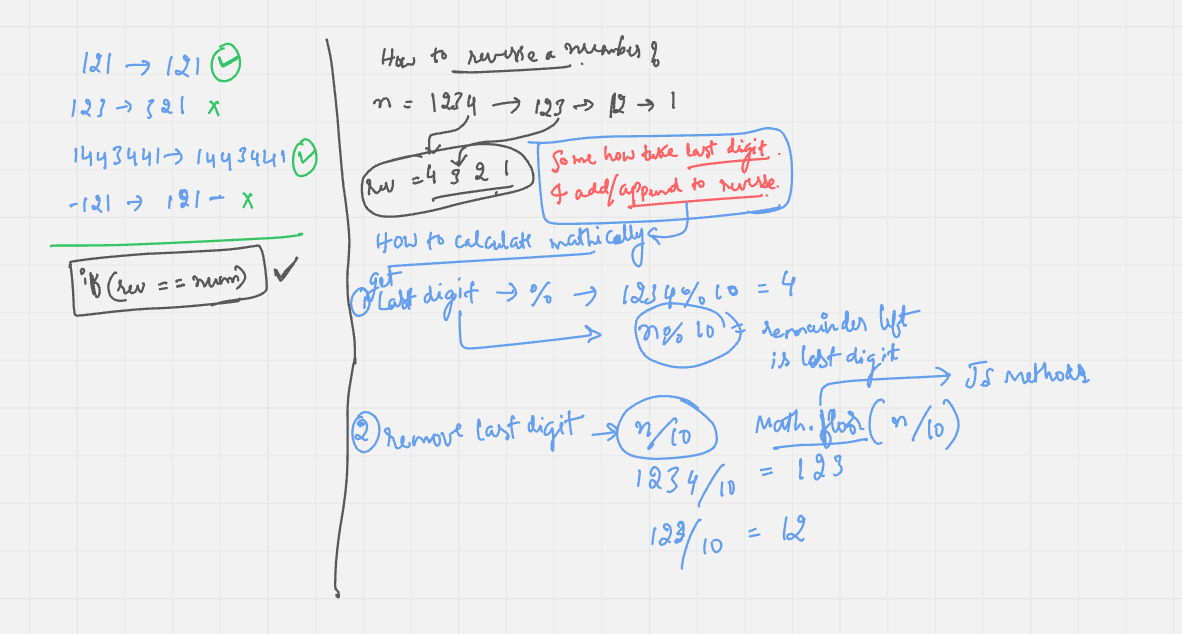 121 → 121
123 → 321 x
1443441 → 1443441
-121 → 121- x
if (rev == num)
How to reverse a number?
n = 1234 → 123 → 12 → 1
rev = 4 3 2 1
Some how take last digit.
& add/append to reverse.
How to calculate mathically
get
① Last digit → % → 1234 % 10 = 4
n % 10 = remainder left
is last digit
JS methods
② remove last digit → n/10 Math.floor (n/10)
1234/10 = 123
123/10 = 12